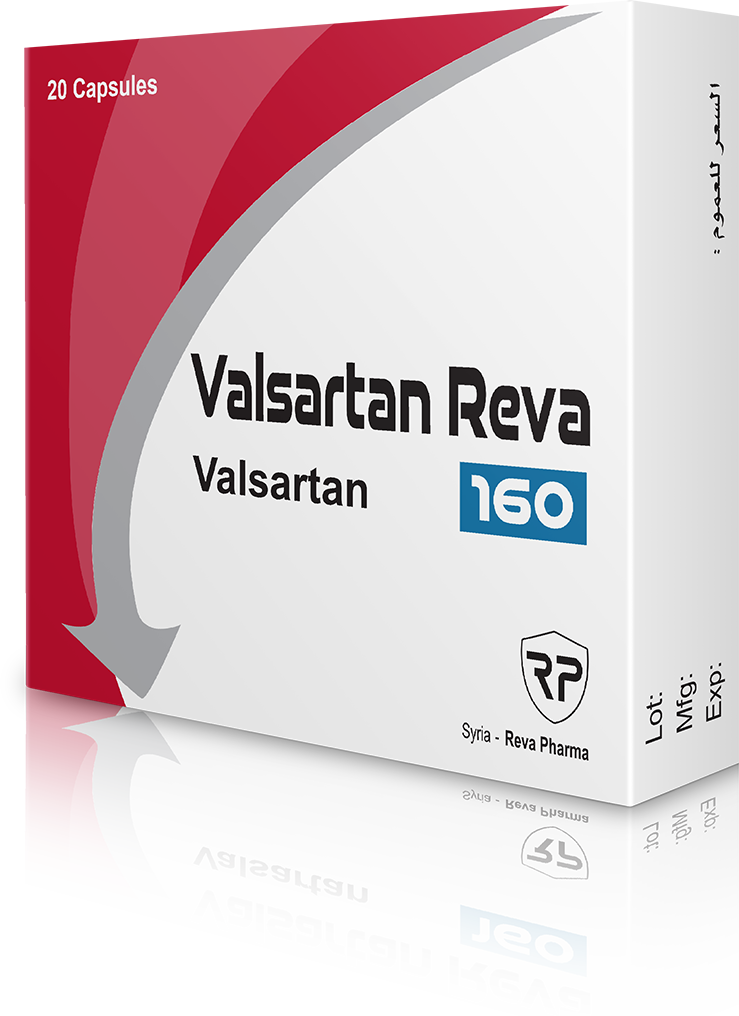 20 Capsules
Valsartan Reva
Valsartan
160
RP
Syria - Reva Pharma
السعر للعموم :
Lot:
Mfg:
Exp: